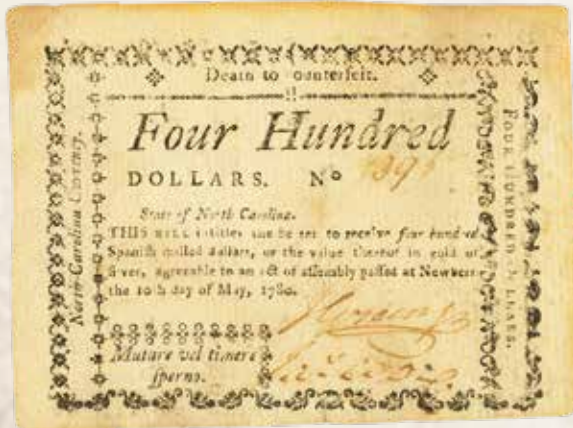 Death to counterfeit.
Four Hundred
DOLLARS. No
State of North Carolina.
THIS BILL entitles the bearer to receive four hundred
Spanish milled dollars, or the value thereof in gold or
silver, agreeable to an act of assembly passed at Newbern
the 10th day of May, 1780.
Mutare vel timere
sperno.
North-Carolina Currency.
FOUR HUNDRED DOLLARS.